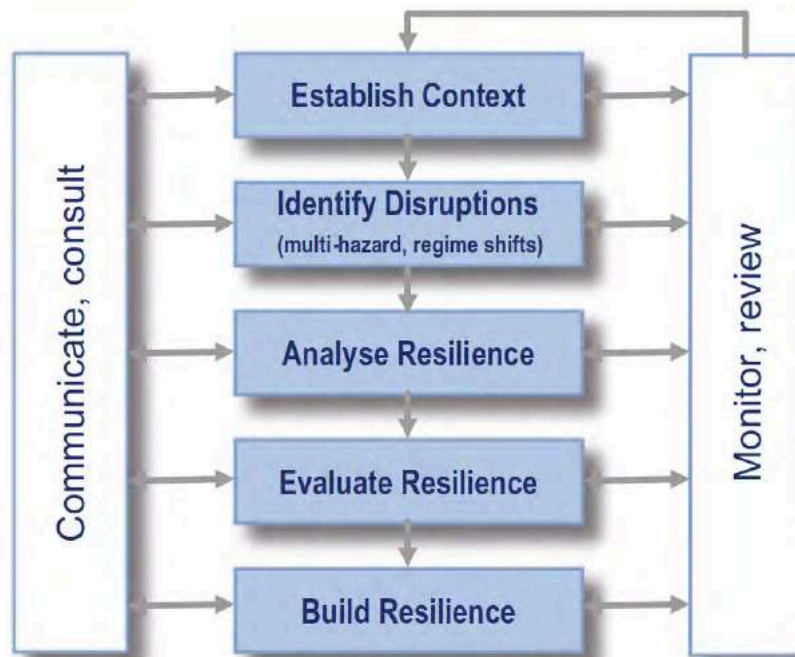 Communicate, consult
Establish Context
Identify Disruptions
(multi-hazard, regime shifts)
Analyse Resilience
Evaluate Resilience
Build Resilience
Monitor, review